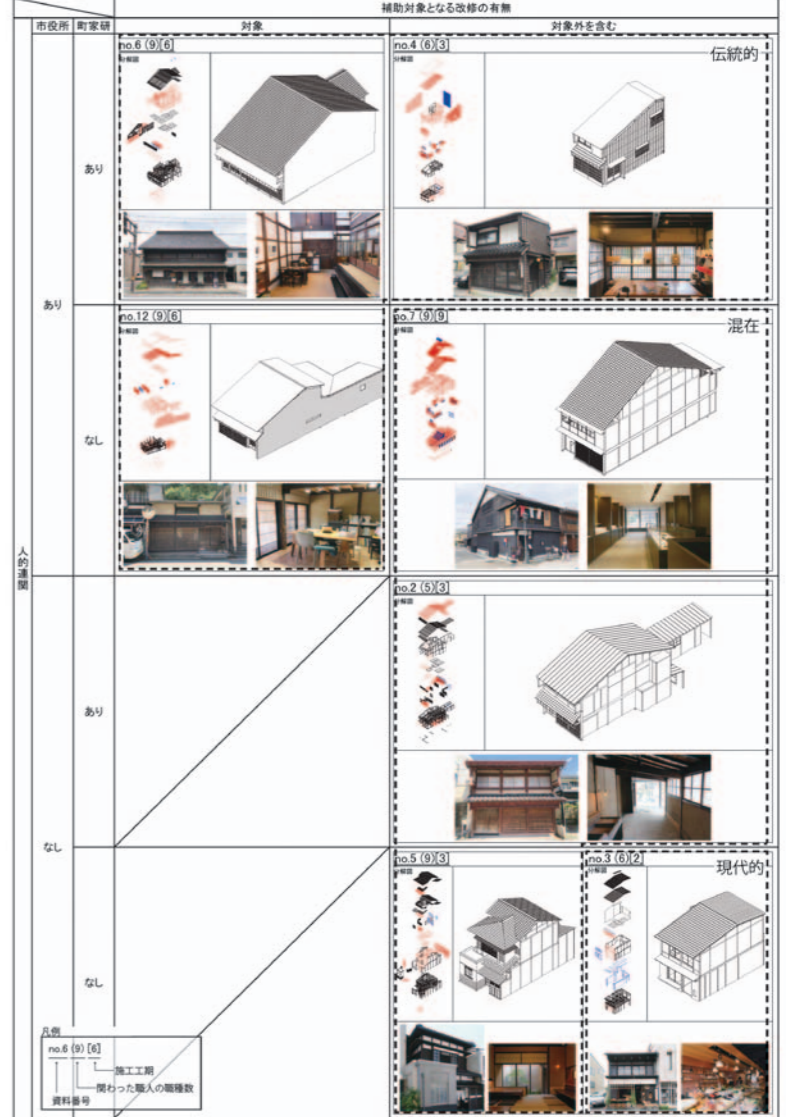 補助対象となる改修の有無
市役所 町家研 対象 対象外を含む
no.6 (9)[6]
分解図
no.4 (6)[3]
分解図
伝統的
あり
あり
no.12 (9)[6]
分解図
no.7 (9)[9]
分解図
混在
なし
人的連関
no.2 (5)[3]
分解図
あり
なし
no.5 (9)[3]
分解図
no.3 (6)[2]
分解図
現代的
なし
凡例
no.6 (9) [6]
施工工期
関わった職人の職種数
資料番号